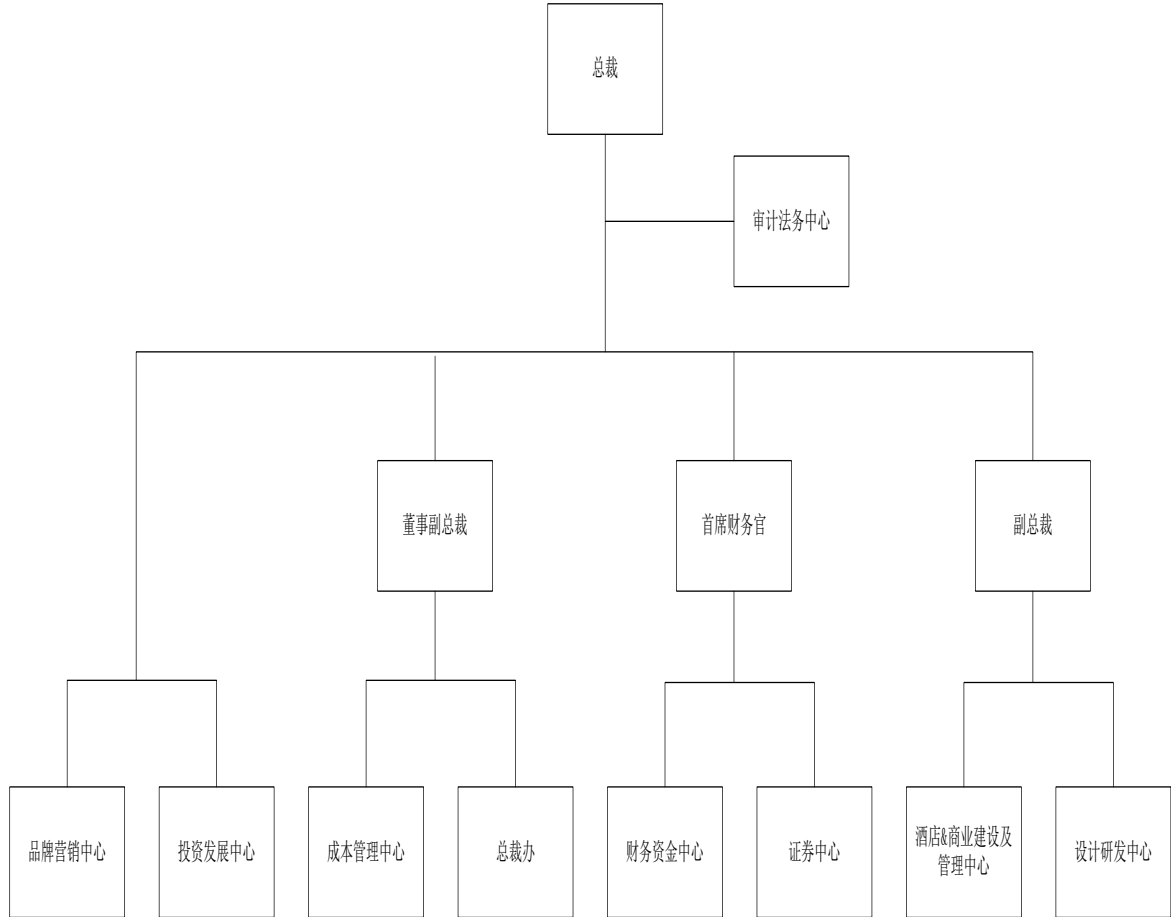 总裁
审计法务中心
董事副总裁
首席财务官
副总裁
品牌营销中心
投资发展中心
成本管理中心
总裁办
财务资金中心
证券中心
酒店&商业建设及
管理中心
设计研发中心